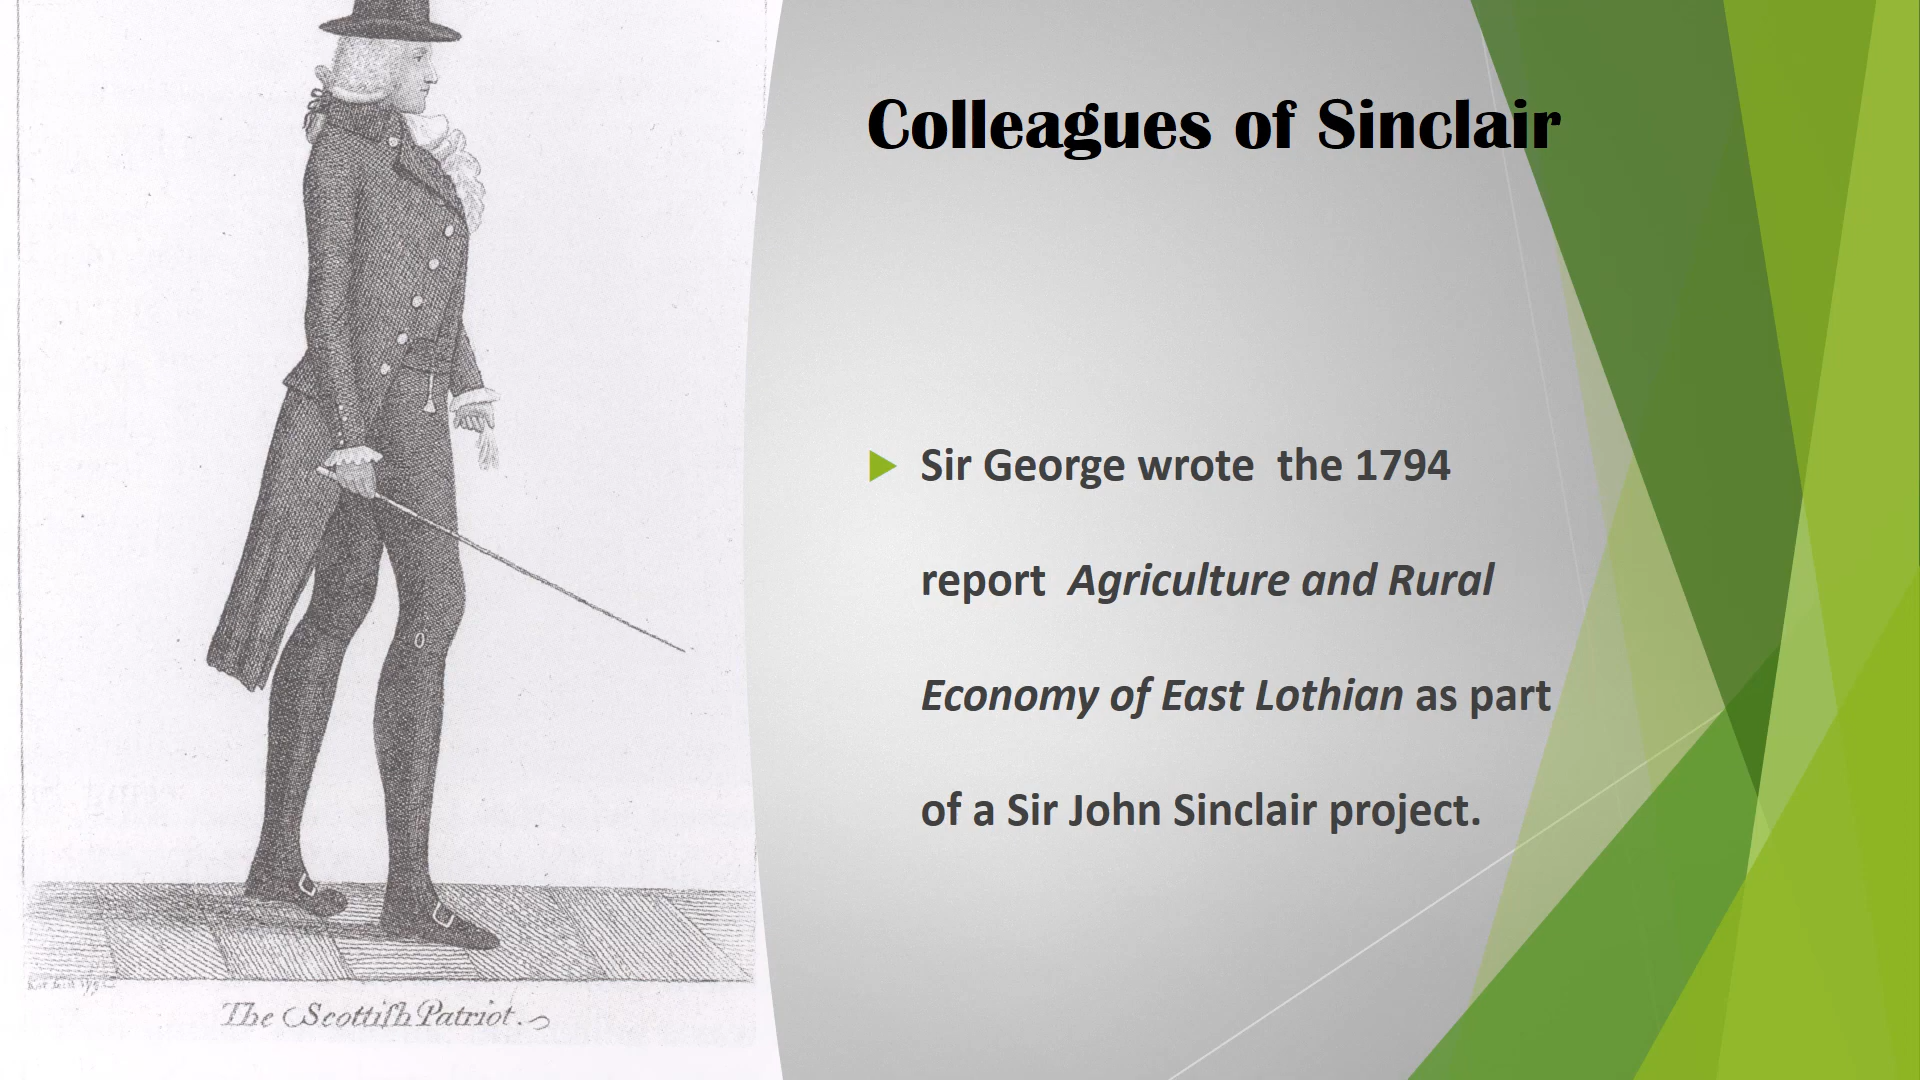 Colleagues of Sinclair
Sir George wrote  the 1794
report  Agriculture and Rural
Economy of East Lothian as part
of a Sir John Sinclair project.
The Scottiſh Patriot.